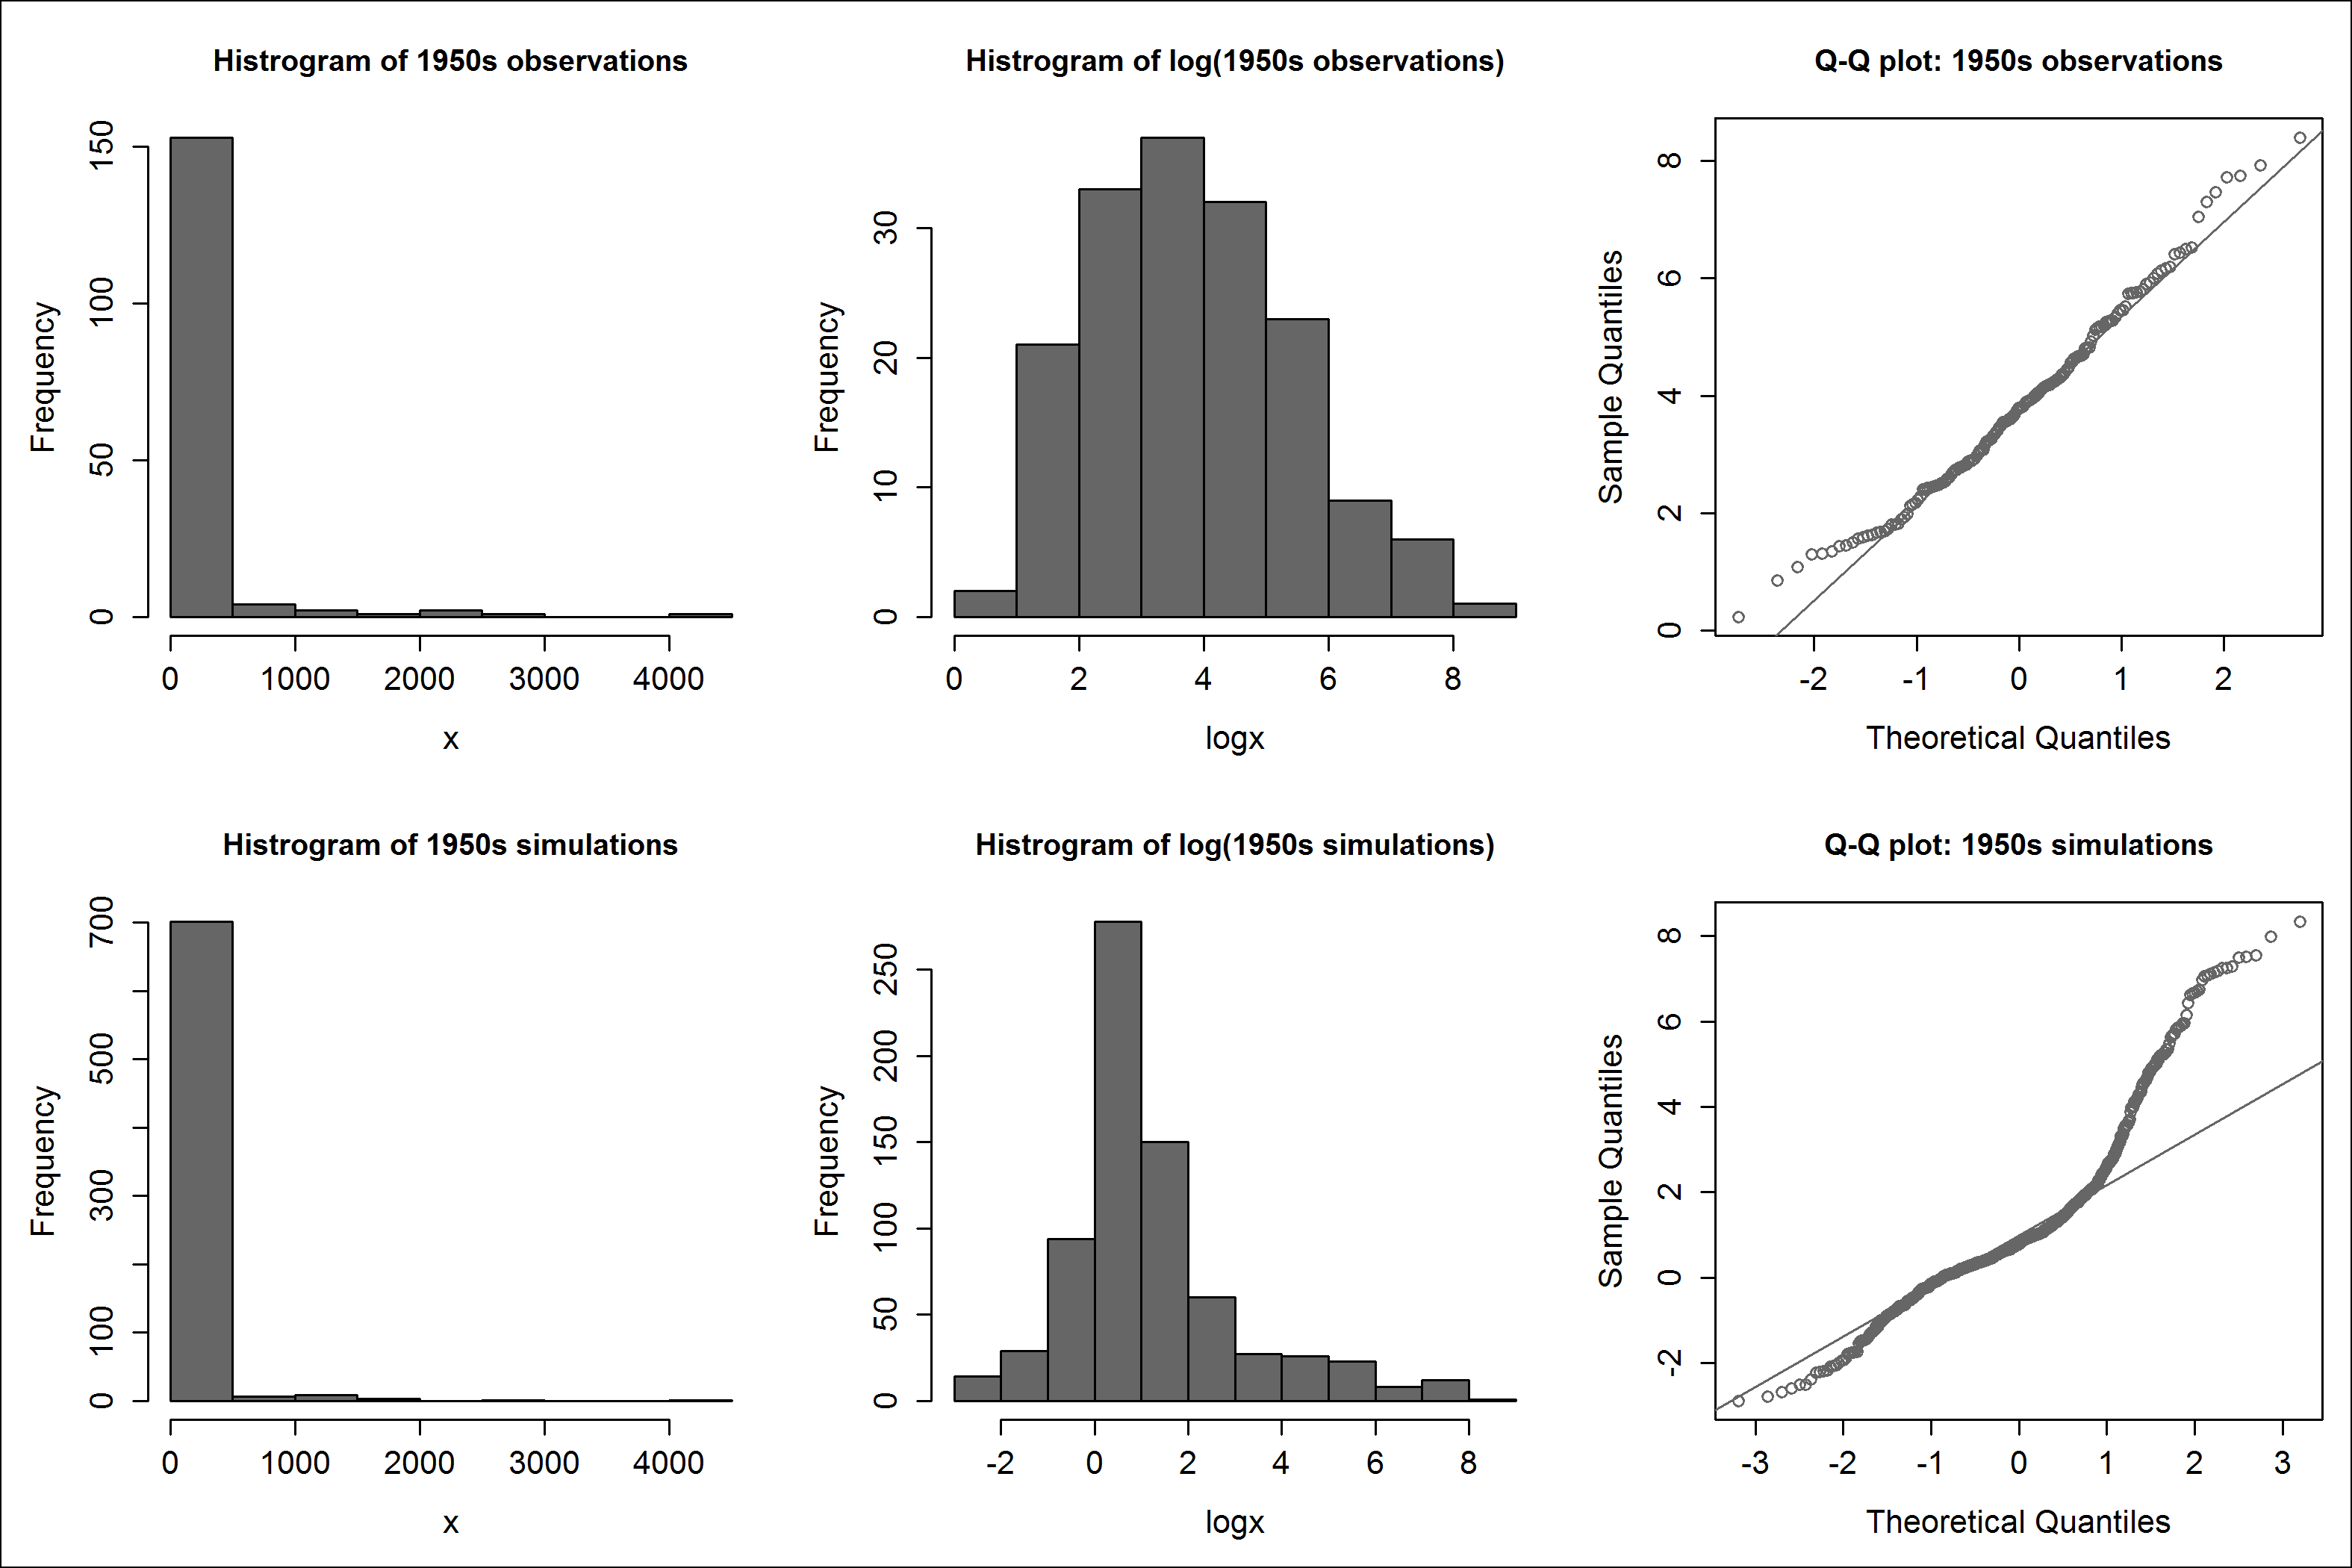 Histrogram of 1950s observations
Frequency
0 50 100 150
0 1000 2000 3000 4000
x
Histrogram of log(1950s observations)
Frequency
0 10 20 30
0 2 4 6 8
logx
Q-Q plot: 1950s observations
Sample Quantiles
0 2 4 6 8
-2 -1 0 1 2
Theoretical Quantiles
Histrogram of 1950s simulations
Frequency
0 100 300 500 700
0 1000 2000 3000 4000
x
Histrogram of log(1950s simulations)
Frequency
0 50 100 150 200 250
-2 0 2 4 6 8
logx
Q-Q plot: 1950s simulations
Sample Quantiles
-2 0 2 4 6 8
-3 -2 -1 0 1 2 3
Theoretical Quantiles